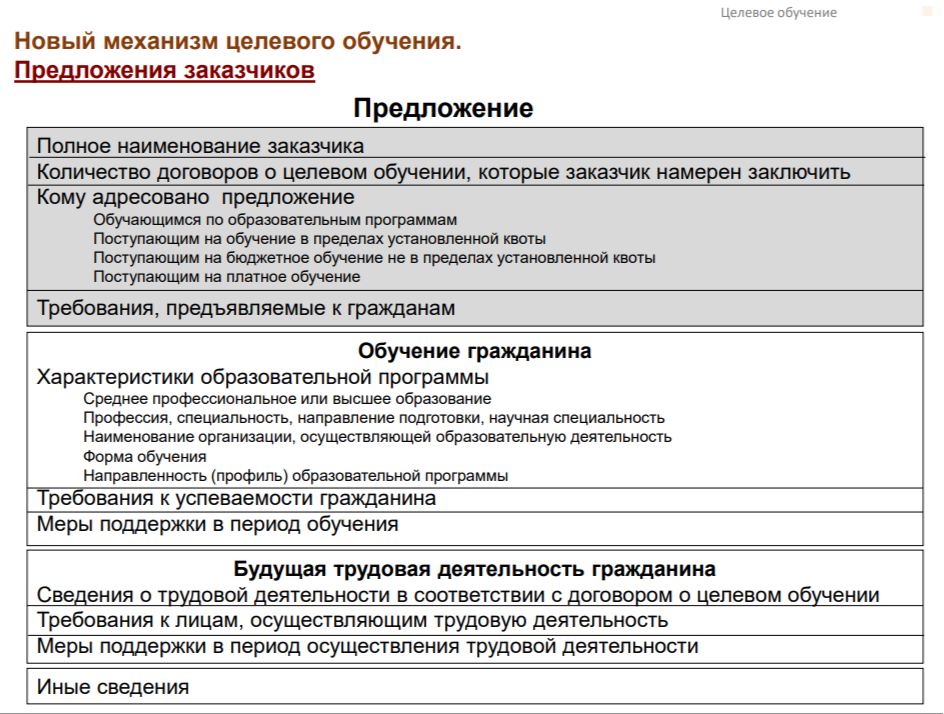 Целевое обучение
Новый механизм целевого обучения.
Предложения заказчиков
Предложение
Полное наименование заказчика
Количество договоров о целевом обучении, которые заказчик намерен заключить
Кому адресовано предложение
Обучающимся по образовательным программам
Поступающим на обучение в пределах установленной квоты
Поступающим на бюджетное обучение не в пределах установленной квоты
Поступающим на платное обучение
Требования, предъявляемые к гражданам
Обучение гражданина
Характеристики образовательной программы
Среднее профессиональное или высшее образование
Профессия, специальность, направление подготовки, научная специальность
Наименование организации, осуществляющей образовательную деятельность
Форма обучения
Направленность (профиль) образовательной программы
Требования к успеваемости гражданина
Меры поддержки в период обучения
Будущая трудовая деятельность гражданина
Сведения о трудовой деятельности в соответствии с договором о целевом обучении
Требования к лицам, осуществляющим трудовую деятельность
Меры поддержки в период осуществления трудовой деятельности
Иные сведения